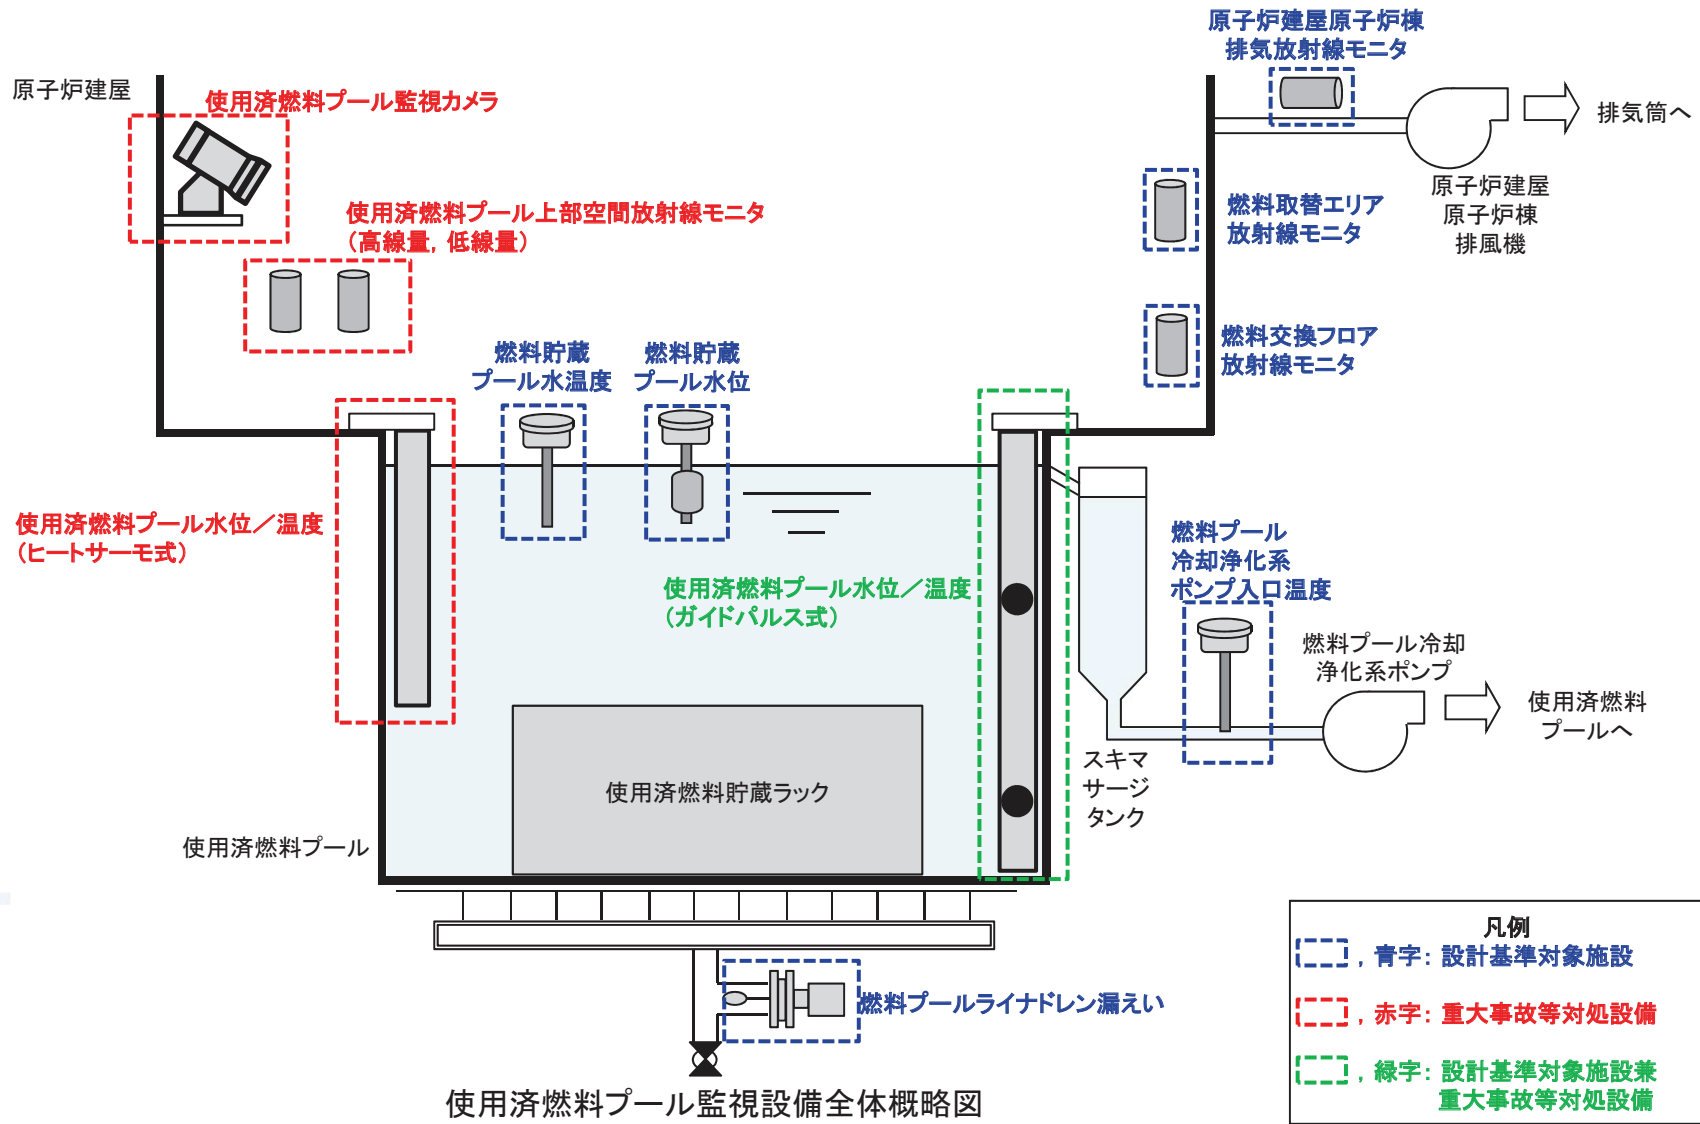 原子炉建屋原子炉棟
排気放射線モニタ
原子炉建屋
使用済燃料プール監視カメラ
排気筒へ
原子炉建屋
原子炉棟
排風機
燃料取替エリア
放射線モニタ
使用済燃料プール上部空間放射線モニタ
（高線量，低線量）
燃料交換フロア
放射線モニタ
燃料貯蔵
プール水温度
燃料貯蔵
プール水位
使用済燃料プール水位／温度
（ヒートサーモ式）
使用済燃料プール水位／温度
（ガイドパルス式）
燃料プール
冷却浄化系
ポンプ入口温度
燃料プール冷却
浄化系ポンプ
使用済燃料
プールへ
スキマ
サージ
タンク
使用済燃料貯蔵ラック
使用済燃料プール
燃料プールライナドレン漏えい
凡例
，青字：設計基準対象施設
，赤字：重大事故等対処設備
，緑字：設計基準対象施設兼
重大事故等対処設備
使用済燃料プール監視設備全体概略図